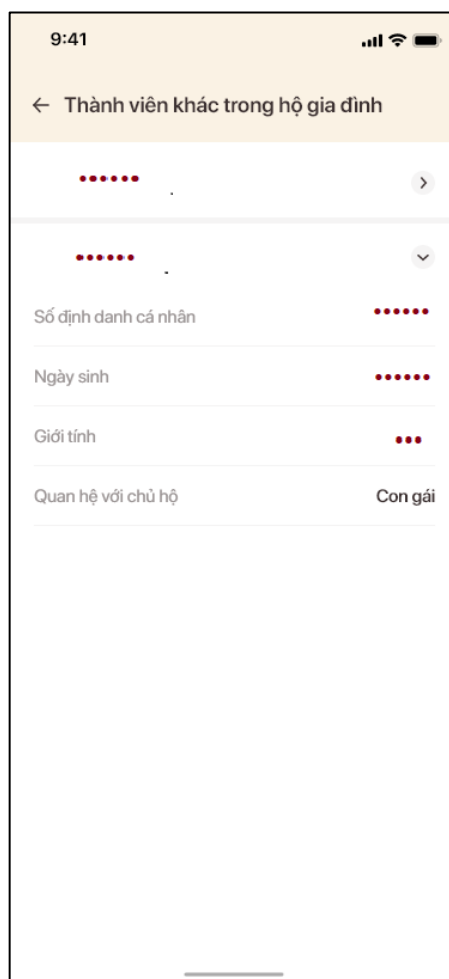 9:41
Thành viên khác trong hộ gia đình
••••••
••••••
Số định danh cá nhân ••••••
Ngày sinh ••••••
Giới tính •••
Quan hệ với chủ hộ Con gái